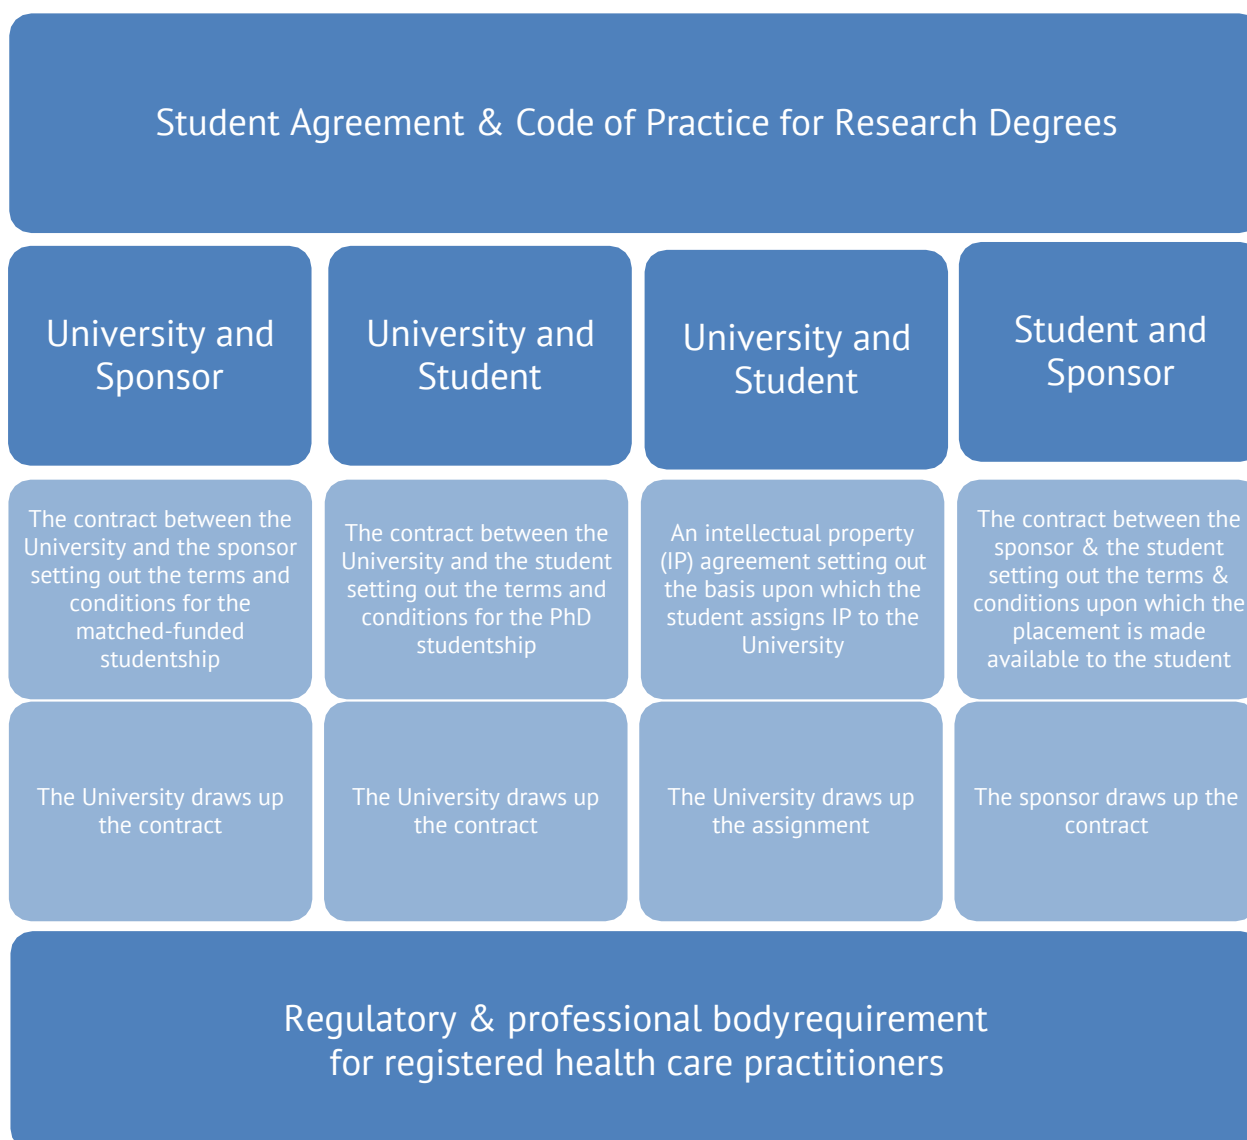 Student Agreement & Code of Practice for Research Degrees
University and
Sponsor
University and
Student
University and
Student
Student and
Sponsor
The contract between the
University and the sponsor
setting out the terms and
conditions for the
matched-funded
studentship
The contract between the
University and the student
setting out the terms and
conditions for the PhD
studentship
An intellectual property
(IP) agreement setting out
the basis upon which the
student assigns IP to the
University
The contract between the
sponsor & the student
setting out the terms &
conditions upon which the
placement is made
available to the student
The University draws up
the contract
The University draws up
the contract
The University draws up
the assignment
The sponsor draws up the
contract
Regulatory & professional bodyrequirement
for registered health care practitioners